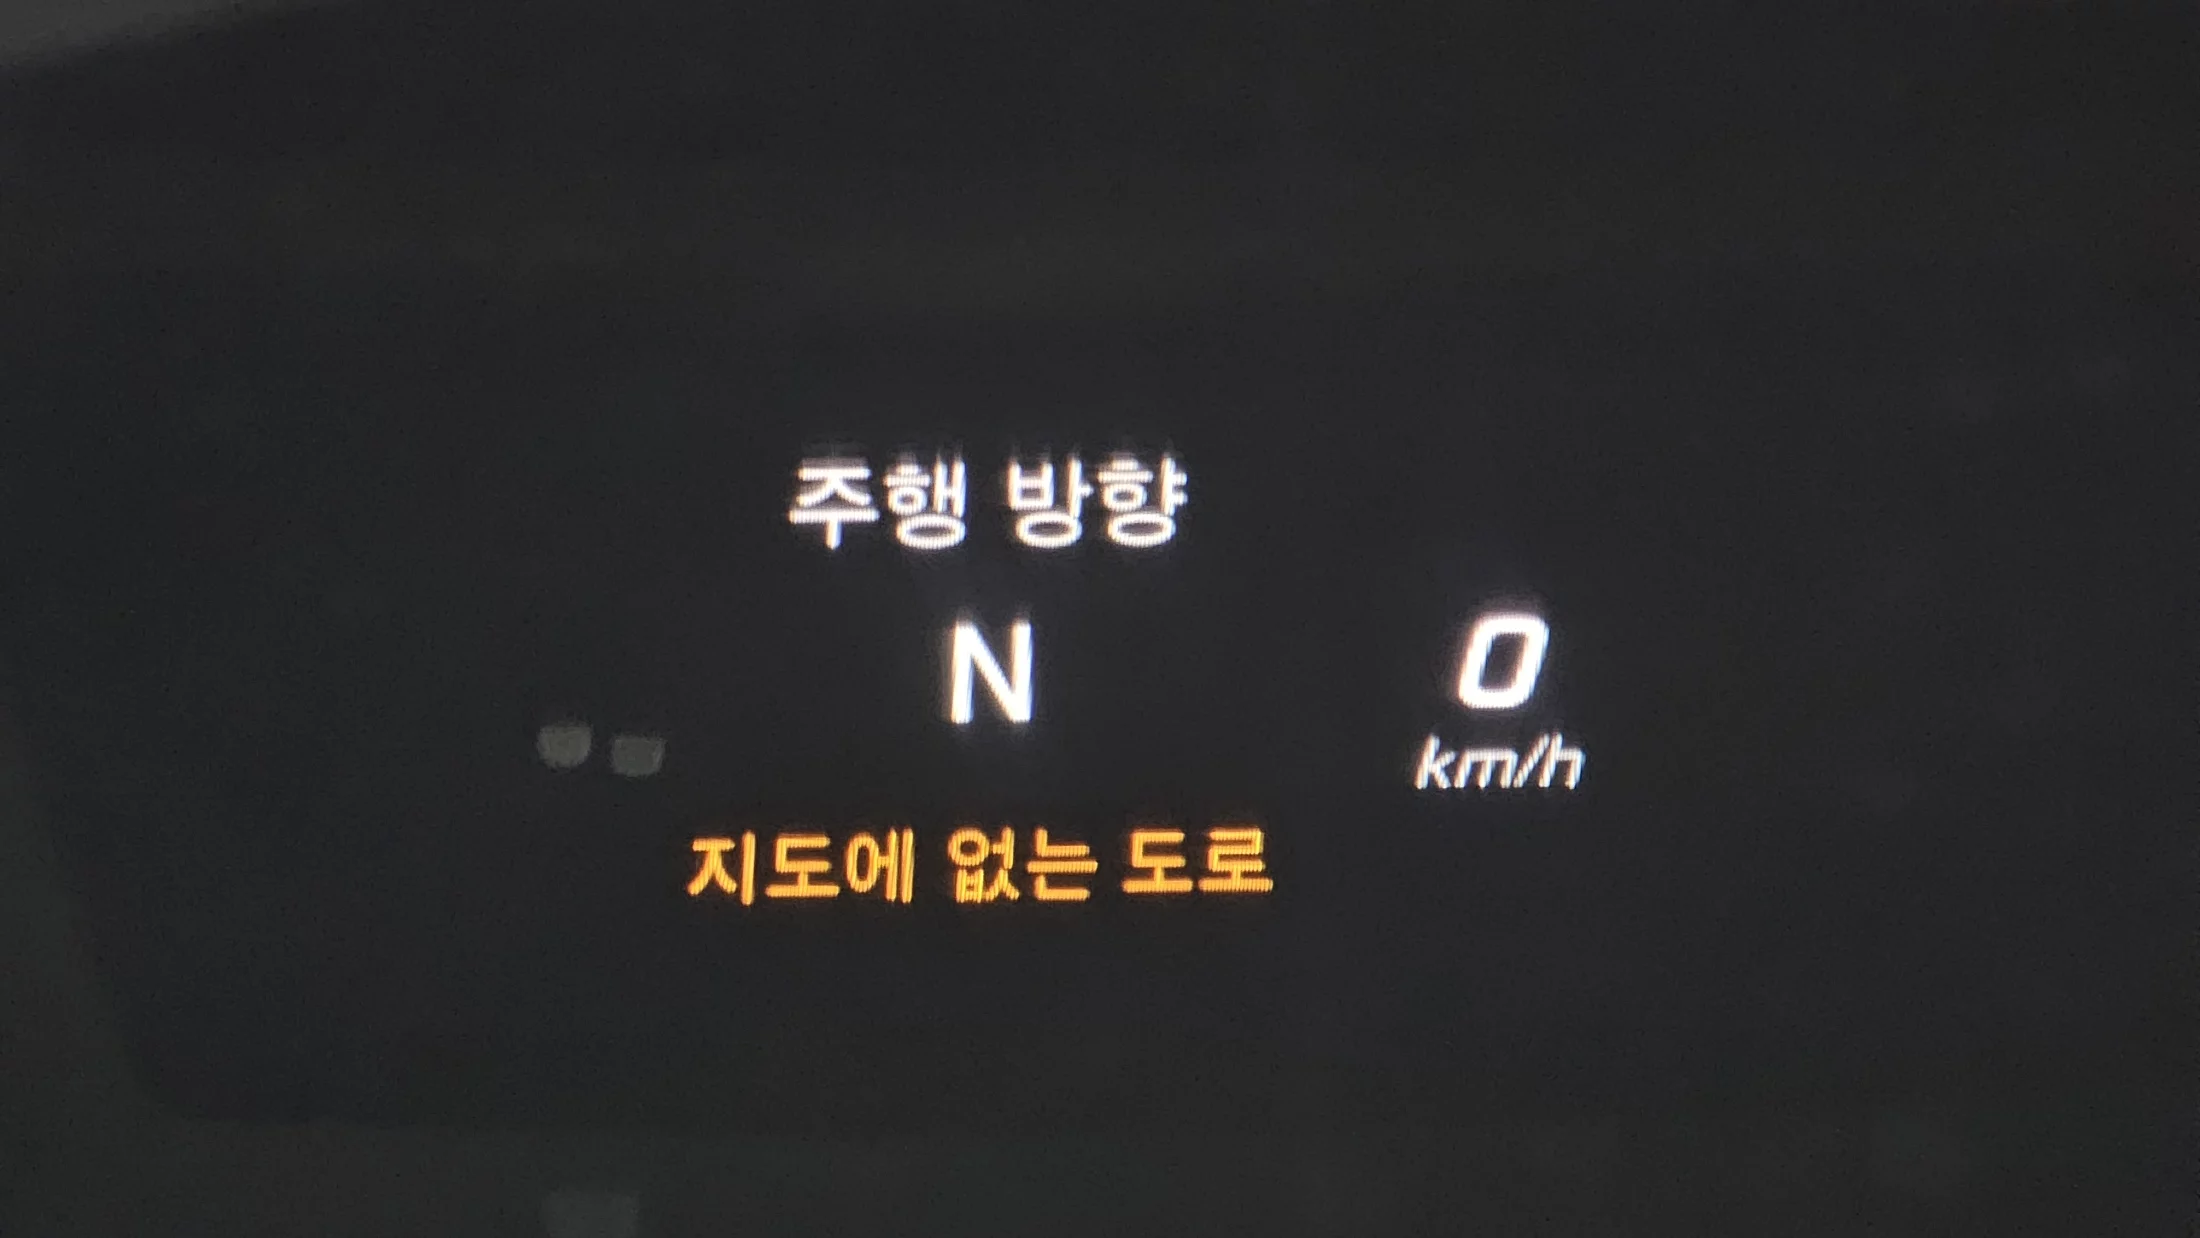 주행 방향
N
0
km/h
지도에 없는 도로